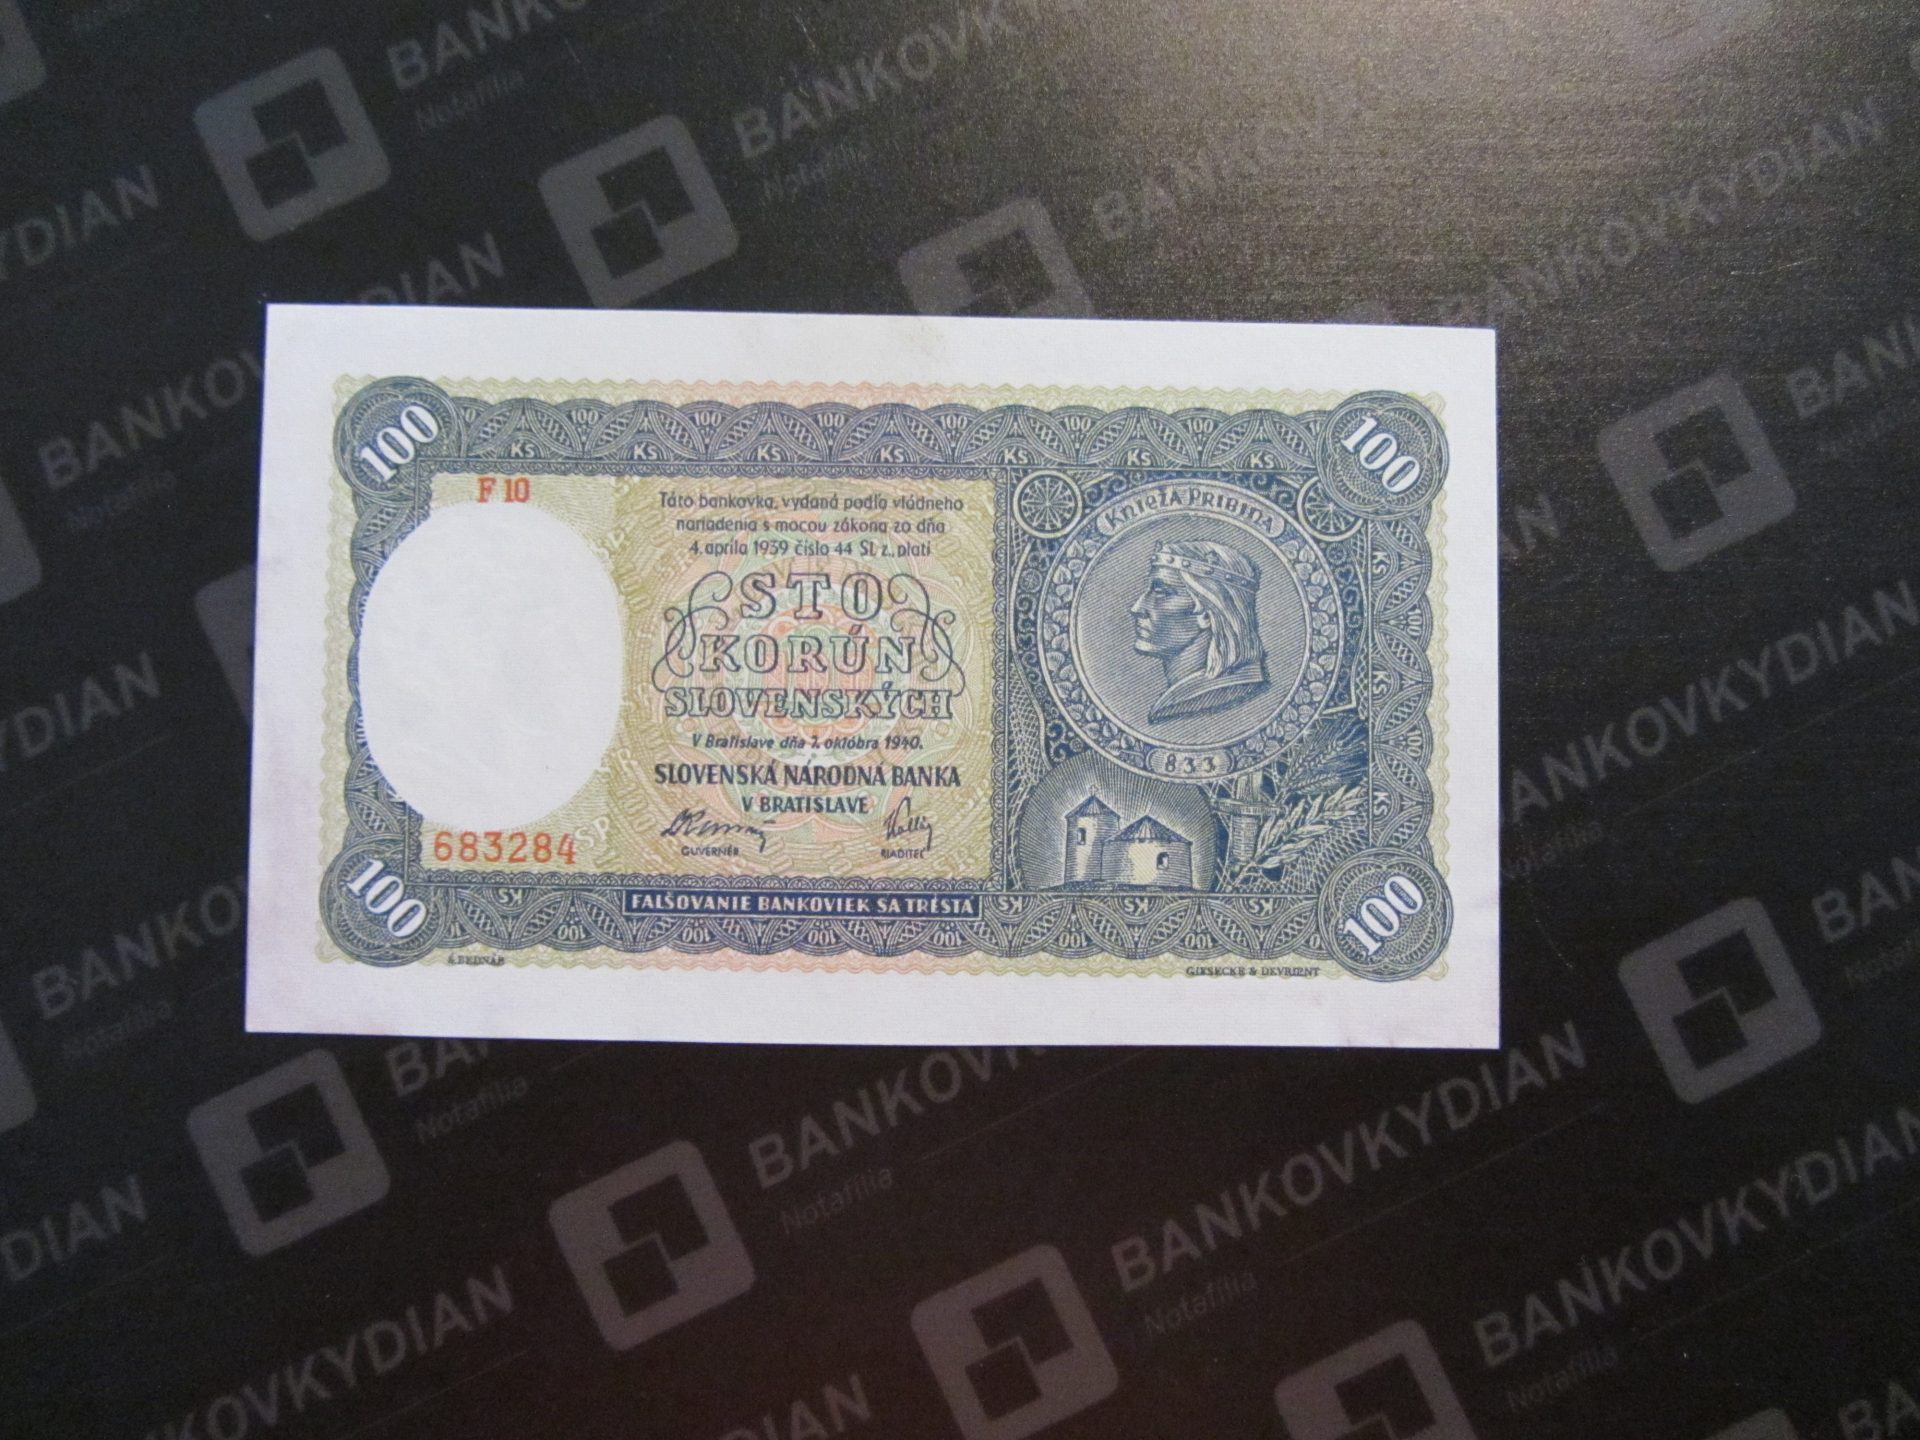 BANKOVKYDIAN
Notafília
100
100
KS
F 10
Táto bankovka, vydaná podľa vládneho
nariadenia s mocou zákona zo dňa
4. apríla 1939 číslo 44 Sl. z., platí
STO
KORÚN
SLOVENSKÝCH
V Bratislave dňa 7. októbra 1940.
SLOVENSKÁ NÁRODNÁ BANKA
V BRATISLAVE
GUVERNÉR RIADITEĽ
683284
KNIEŽA PRIBINA
833
FALŠOVANIE BANKOVIEK SA TRESTÁ
100
100
Š. BEDNÁR
GIESECKE & DEVRIENT